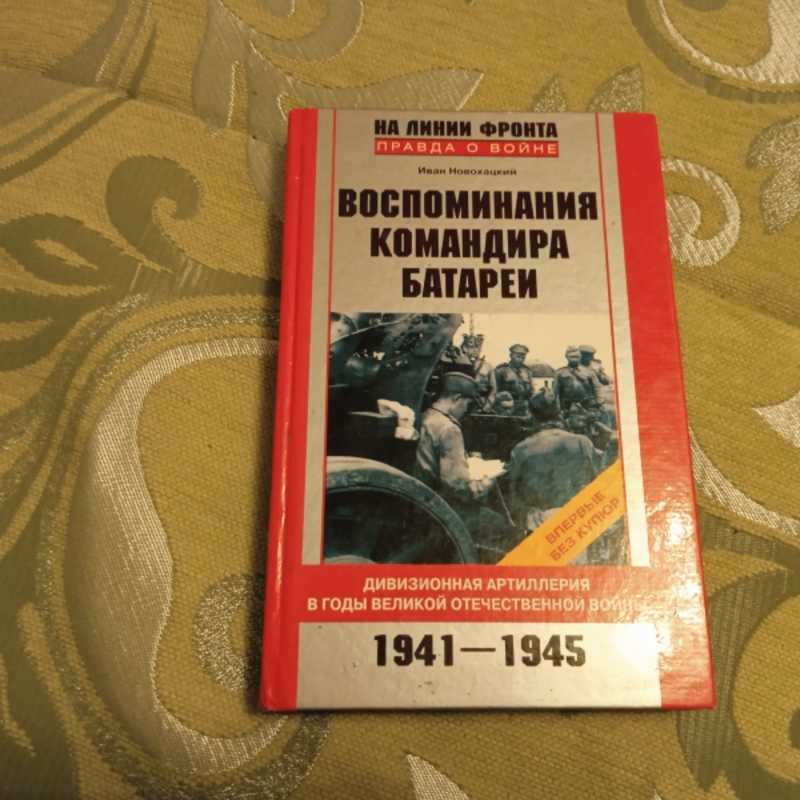 НА ЛИНИИ ФРОНТА
ПРАВДА О ВОЙНЕ
Иван Новохацкий
ВОСПОМИНАНИЯ
КОМАНДИРА
БАТАРЕИ
ВПЕРВЫЕ
БЕЗ КУПЮР
ДИВИЗИОННАЯ АРТИЛЛЕРИЯ
В ГОДЫ ВЕЛИКОЙ ОТЕЧЕСТВЕННОЙ ВОЙНЫ
1941—1945